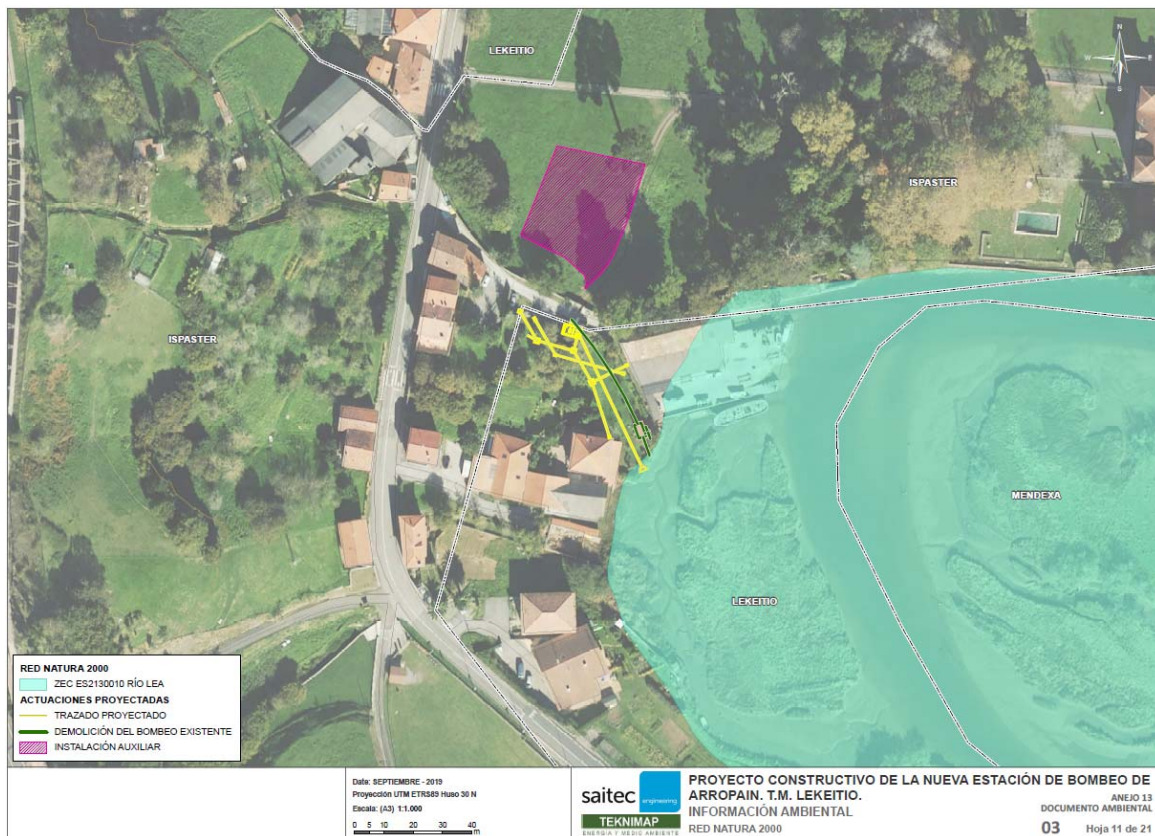 LEKEITIO
N
W
E
S
ISPASTER
ISPASTER
MENDEXA
LEKEITIO
RED NATURA 2000
ZEC ES2130010 RÍO LEA
ACTUACIONES PROYECTADAS
TRAZADO PROYECTADO
DEMOLICIÓN DEL BOMBEO EXISTENTE
INSTALACIÓN AUXILIAR
Date: SEPTIEMBRE - 2019
Proyección UTM ETRS89 Huso 30 N
Escala: (A3) 1:1.000
0 5 10 20 30 40
m
saitec engineering
TEKNIMAP
ENERGÍA Y MEDIO AMBIENTE
PROYECTO CONSTRUCTIVO DE LA NUEVA ESTACIÓN DE BOMBEO DE
ARROPAIN. T.M. LEKEITIO.
INFORMACIÓN AMBIENTAL
RED NATURA 2000
ANEJO 13
DOCUMENTO AMBIENTAL
03 Hoja 11 de 21